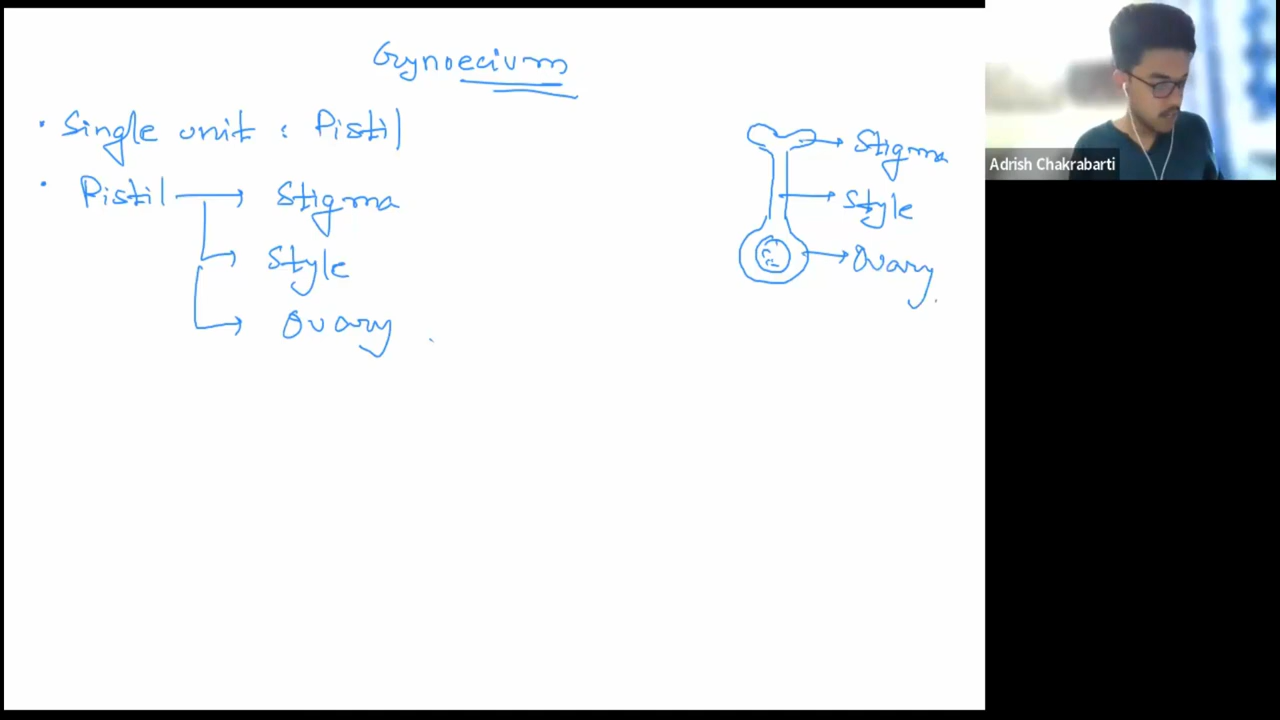 Gynoecium
• Single unit : Pistil
• Pistil → Stigma
→ Style
→ Ovary
→ Stigma
→ Style
→ Ovary
Adrish Chakrabarti